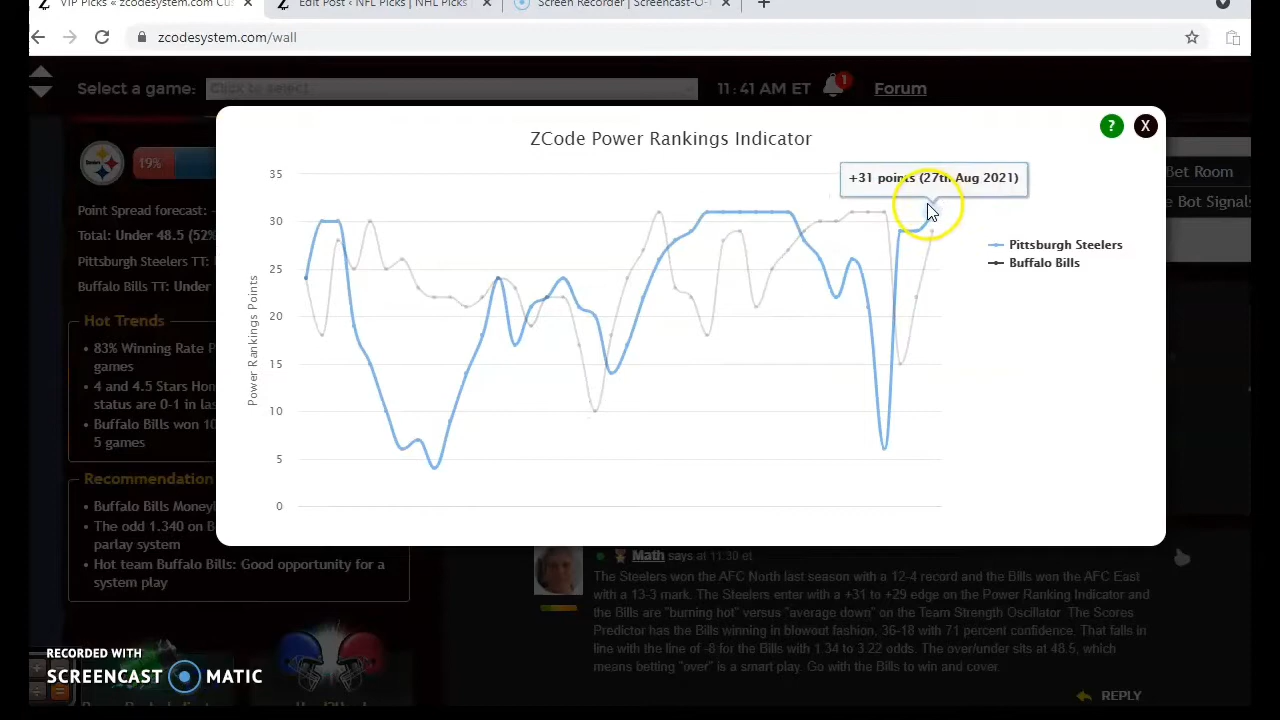 VIP Picks « zcodesystem.com Cus
Edit Post ‹ NFL Picks | NHL Picks
Screen Recorder | Screencast-O-
zcodesystem.com/wall
Select a game:
Click to select
11:41 AM ET
1
Forum
ZCode Power Rankings Indicator
?
X
19%
+31 points (27th Aug 2021)
Bet Room
e Bot Signals
Point Spread forecast: -
Total: Under 48.5 (52%
Pittsburgh Steelers TT:
Buffalo Bills TT: Under
Hot Trends
83% Winning Rate P
games
4 and 4.5 Stars Hom
status are 0-1 in las
Buffalo Bills won 10
5 games
Recommendation
Buffalo Bills Moneyl
The odd 1.340 on B
parlay system
Hot team Buffalo Bills: Good opportunity for a
system play
Power Rankings Points
35
30
25
20
15
10
5
0
Pittsburgh Steelers
Buffalo Bills
Math says at 11:30 et
The Steelers won the AFC North last season with a 12-4 record and the Bills won the AFC East
with a 13-3 mark. The Steelers enter with a +31 to +29 edge on the Power Ranking Indicator and
the Bills are "burning hot" versus "average down" on the Team Strength Oscillator. The Scores
Predictor has the Bills winning in blowout fashion, 36-18 with 71 percent confidence. That falls in
line with the line of -8 for the Bills with 1.34 to 3.22 odds. The over/under sits at 48.5, which
means betting "over" is a smart play. Go with the Bills to win and cover.
REPLY
RECORDED WITH
SCREENCAST MATIC